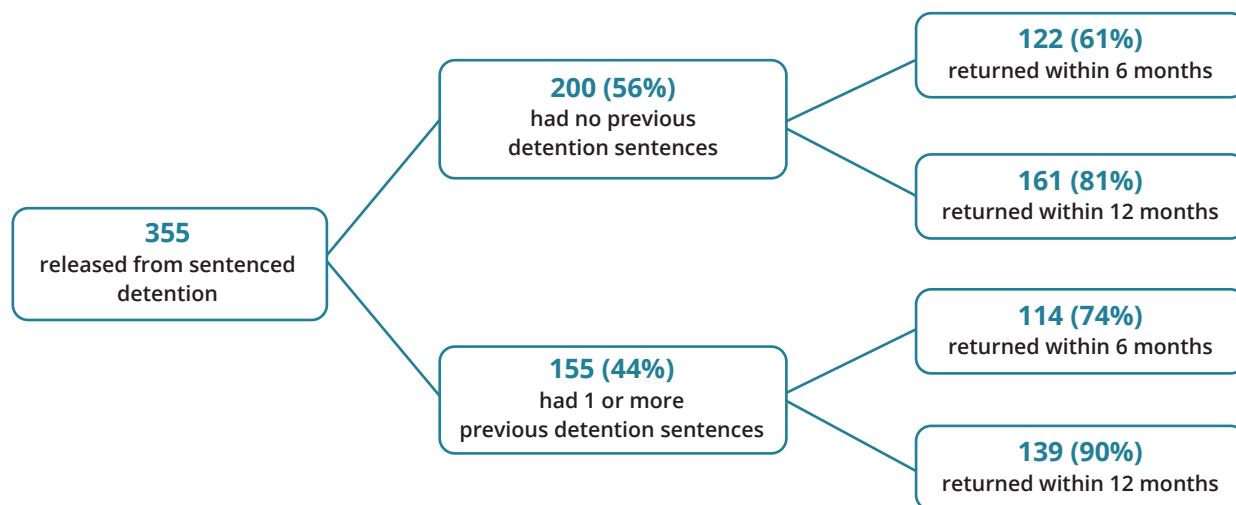 355
released from sentenced
detention
200 (56%)
had no previous
detention sentences
122 (61%)
returned within 6 months
161 (81%)
returned within 12 months
155 (44%)
had 1 or more
previous detention sentences
114 (74%)
returned within 6 months
139 (90%)
returned within 12 months